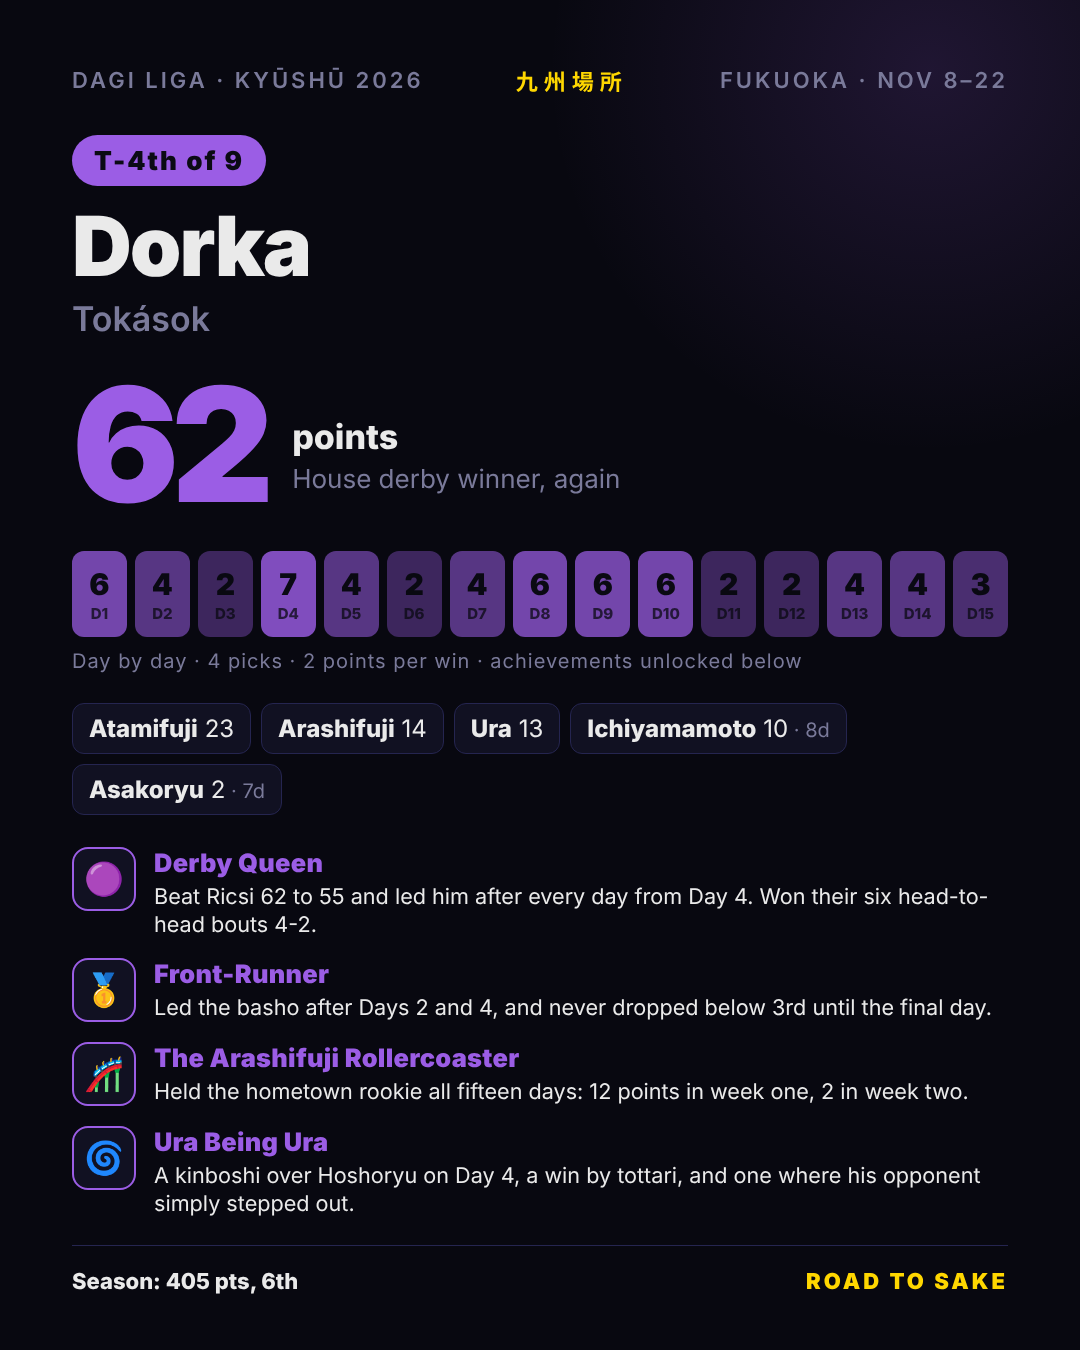 DAGI LIGA · KYŪSHŪ 2026
九州場所
FUKUOKA · NOV 8–22
T-4th of 9
Dorka
Tokások
62
points
House derby winner, again
6 4 2 7 4 2 4 6 6 6 2 2 4 4 3
D1 D2 D3 D4 D5 D6 D7 D8 D9 D10 D11 D12 D13 D14 D15
Day by day · 4 picks · 2 points per win · achievements unlocked below
Atamifuji 23 Arashifuji 14 Ura 13 Ichiyamamoto 10 · 8d
Asakoryu 2 · 7d
Derby Queen
Beat Ricsi 62 to 55 and led him after every day from Day 4. Won their six head-to-
head bouts 4-2.
Front-Runner
Led the basho after Days 2 and 4, and never dropped below 3rd until the final day.
The Arashifuji Rollercoaster
Held the hometown rookie all fifteen days: 12 points in week one, 2 in week two.
Ura Being Ura
A kinboshi over Hoshoryu on Day 4, a win by tottari, and one where his opponent
simply stepped out.
Season: 405 pts, 6th
ROAD TO SAKE